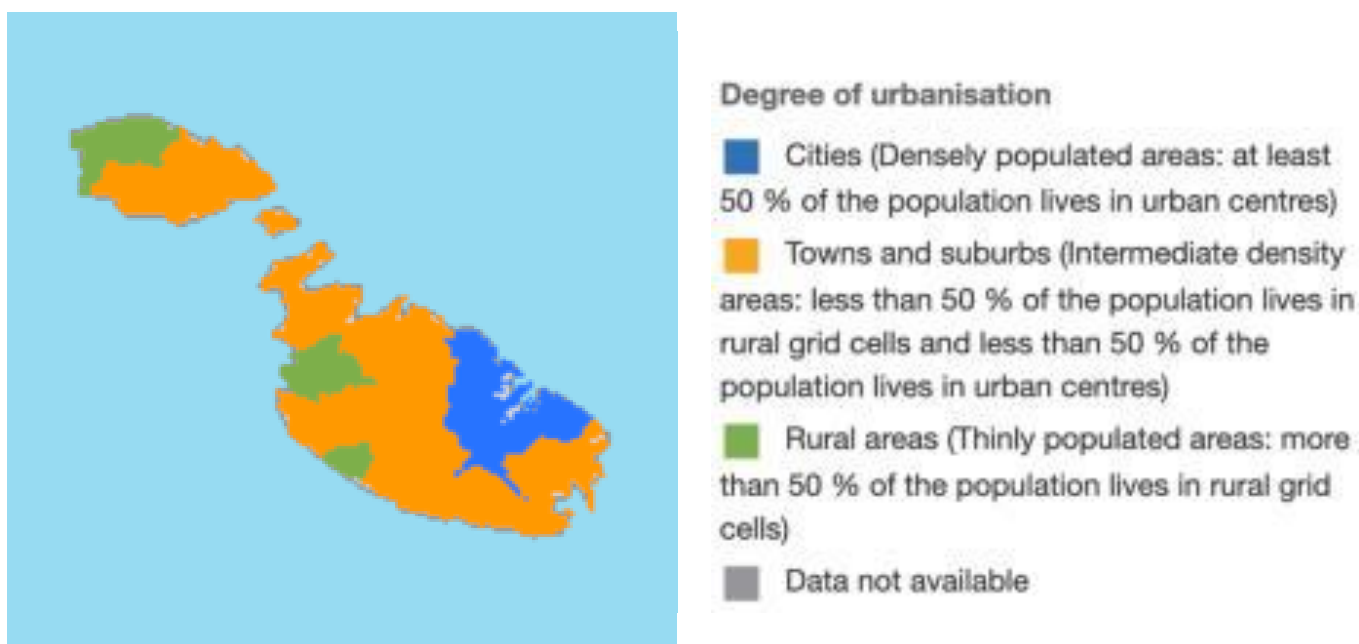 Degree of urbanisation
Cities (Densely populated areas: at least
50 % of the population lives in urban centres)
Towns and suburbs (Intermediate density
areas: less than 50 % of the population lives in
rural grid cells and less than 50 % of the
population lives in urban centres)
Rural areas (Thinly populated areas: more
than 50 % of the population lives in rural grid
cells)
Data not available